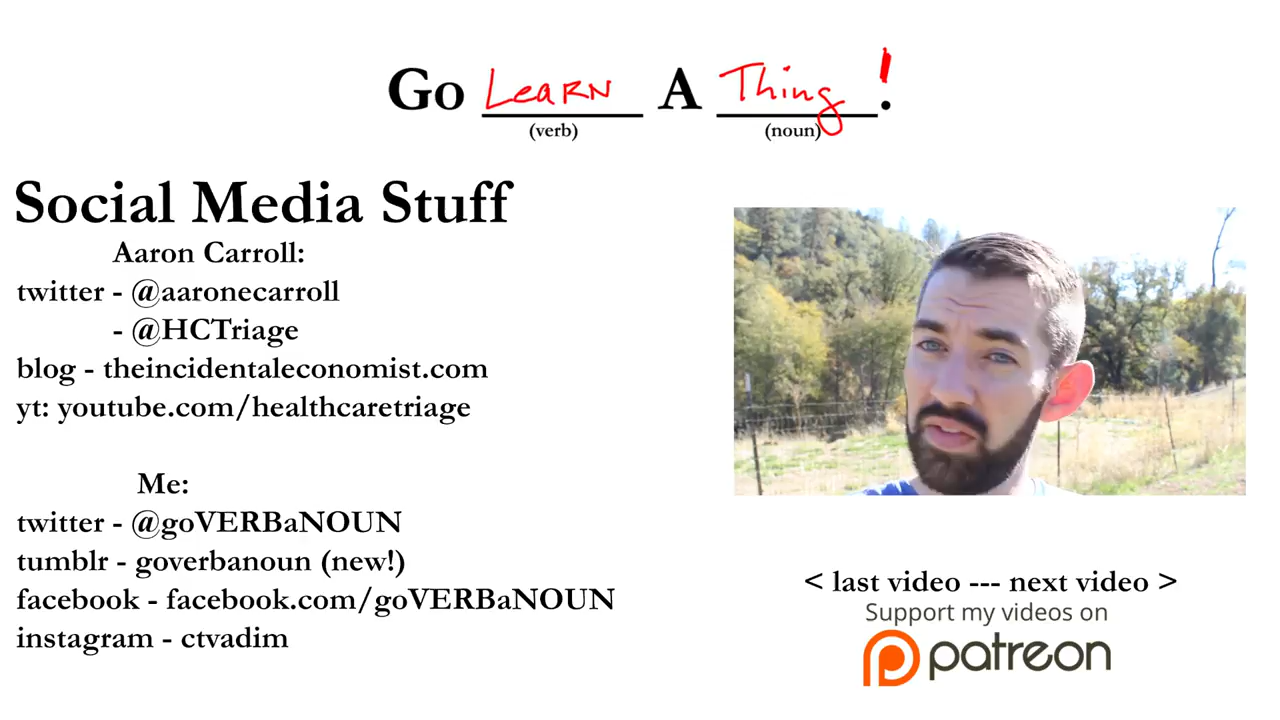 Go LeaRN A Thing!
(verb) (noun)
Social Media Stuff
Aaron Carroll:
twitter - @aaronecarroll
- @HCTriage
blog - theincidentaleconomist.com
yt: youtube.com/healthcaretriage
Me:
twitter - @goVERBaNOUN
tumblr - goverbanoun (new!)
facebook - facebook.com/goVERBaNOUN
instagram - ctvadim
< last video --- next video >
Support my videos on
patreon